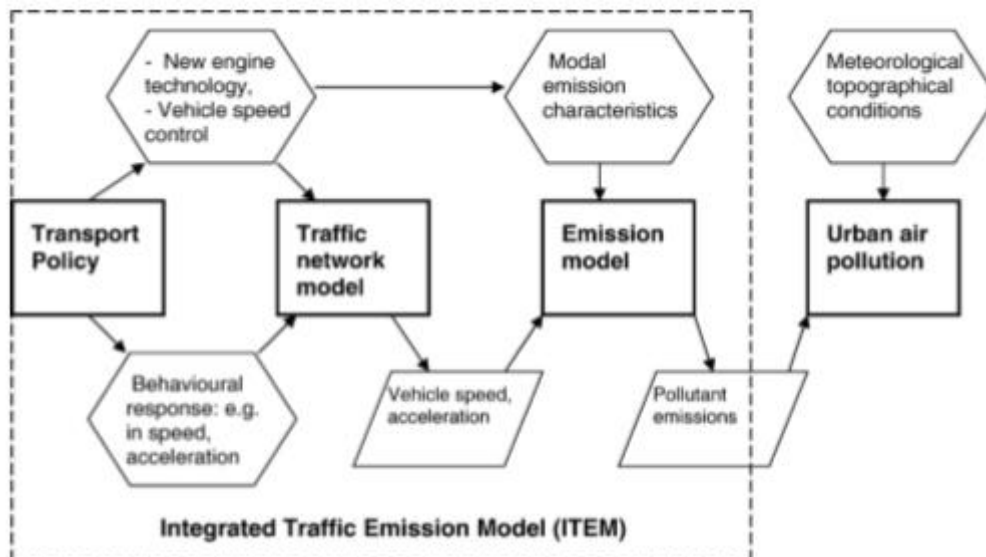 - New engine
technology,
- Vehicle speed
control
Modal
emission
characteristics
Meteorological
topographical
conditions
Transport
Policy
Traffic
network
model
Emission
model
Urban air
pollution
Behavioural
response: e.g.
in speed,
acceleration
Vehicle speed,
acceleration
Pollutant
emissions
Integrated Traffic Emission Model (ITEM)